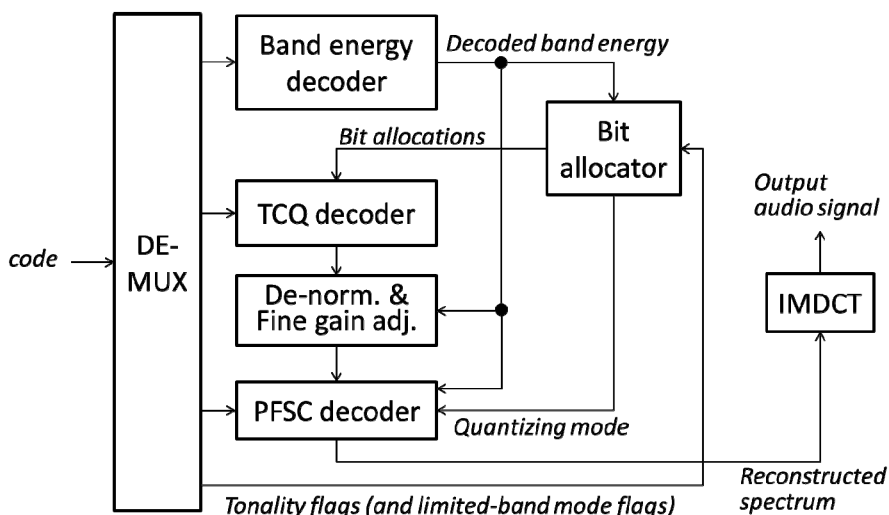 Band energy
decoder
Decoded band energy
Bit allocations
Bit
allocator
TCQ decoder
Output
audio signal
code
DE-
MUX
De-norm. &
Fine gain adj.
IMDCT
PFSC decoder
Quantizing mode
Reconstructed
spectrum
Tonality flags (and limited-band mode flags)